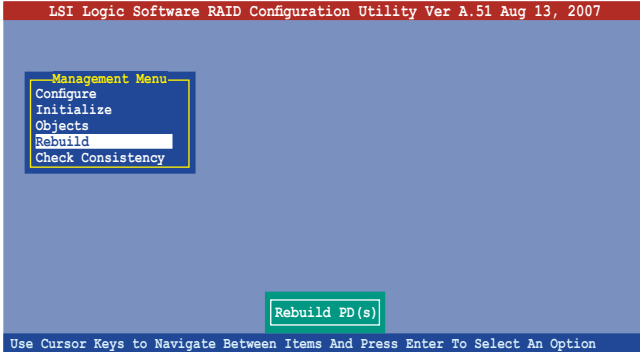 LSI Logic Software RAID Configuration Utility Ver A.51 Aug 13, 2007
Management Menu
Configure
Initialize
Objects
Rebuild
Check Consistency
Rebuild PD(s)
Use Cursor Keys to Navigate Between Items And Press Enter To Select An Option